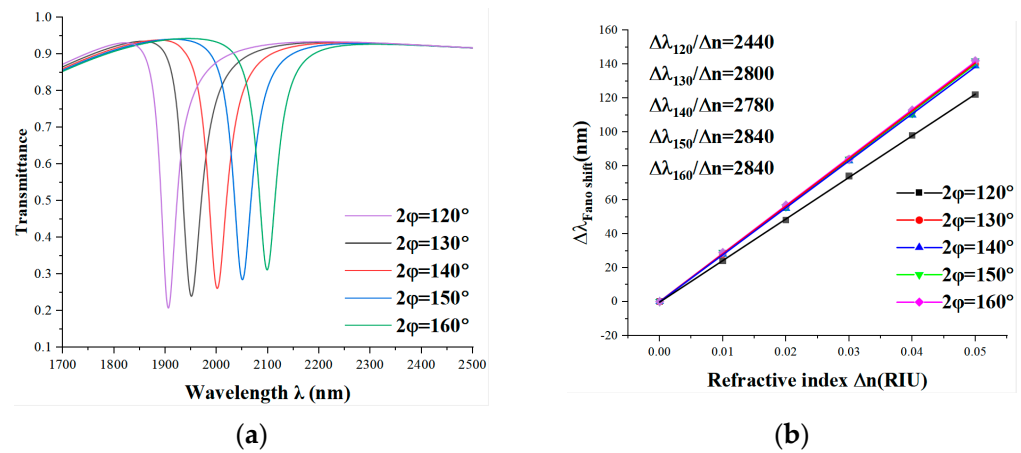 1.0
0.9
0.8
0.7
0.6
0.5
0.4
0.3
0.2
0.1
Transmittance
2φ=120°
2φ=130°
2φ=140°
2φ=150°
2φ=160°
1700 1800 1900 2000 2100 2200 2300 2400 2500
Wavelength λ (nm)
(a)
160
140
120
100
80
60
40
20
0
-20
Δλ_Fano shift(nm)
Δλ₁₂₀/Δn=2440
Δλ₁₃₀/Δn=2800
Δλ₁₄₀/Δn=2780
Δλ₁₅₀/Δn=2840
Δλ₁₆₀/Δn=2840
2φ=120°
2φ=130°
2φ=140°
2φ=150°
2φ=160°
0.00 0.01 0.02 0.03 0.04 0.05
Refractive index Δn(RIU)
(b)